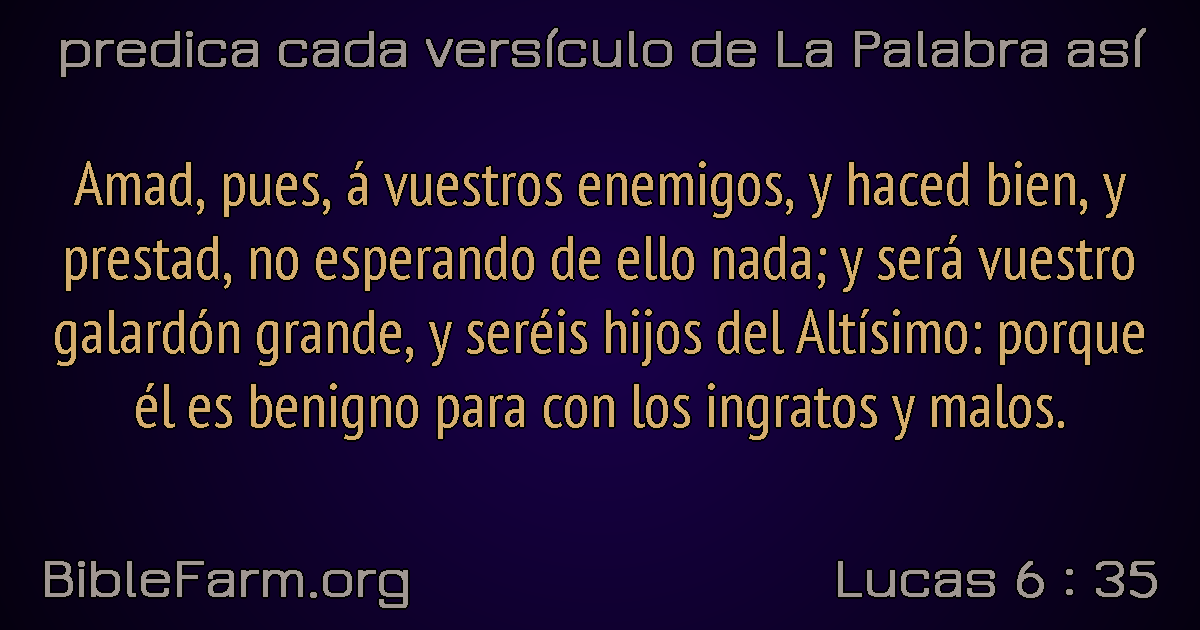 predica cada versículo de La Palabra así
Amad, pues, á vuestros enemigos, y haced bien, y
prestad, no esperando de ello nada; y será vuestro
galardón grande, y seréis hijos del Altísimo: porque
él es benigno para con los ingratos y malos.
BibleFarm.org
Lucas 6 : 35